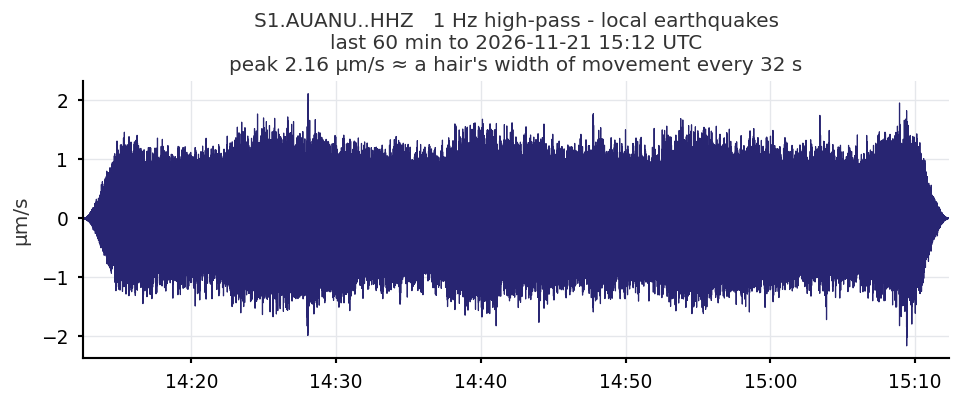 S1.AUANU..HHZ   1 Hz high-pass - local earthquakes
last 60 min to 2026-11-21 15:12 UTC
peak 2.16 µm/s ≈ a hair's width of movement every 32 s
µm/s
2
1
0
−1
−2
14:20 14:30 14:40 14:50 15:00 15:10